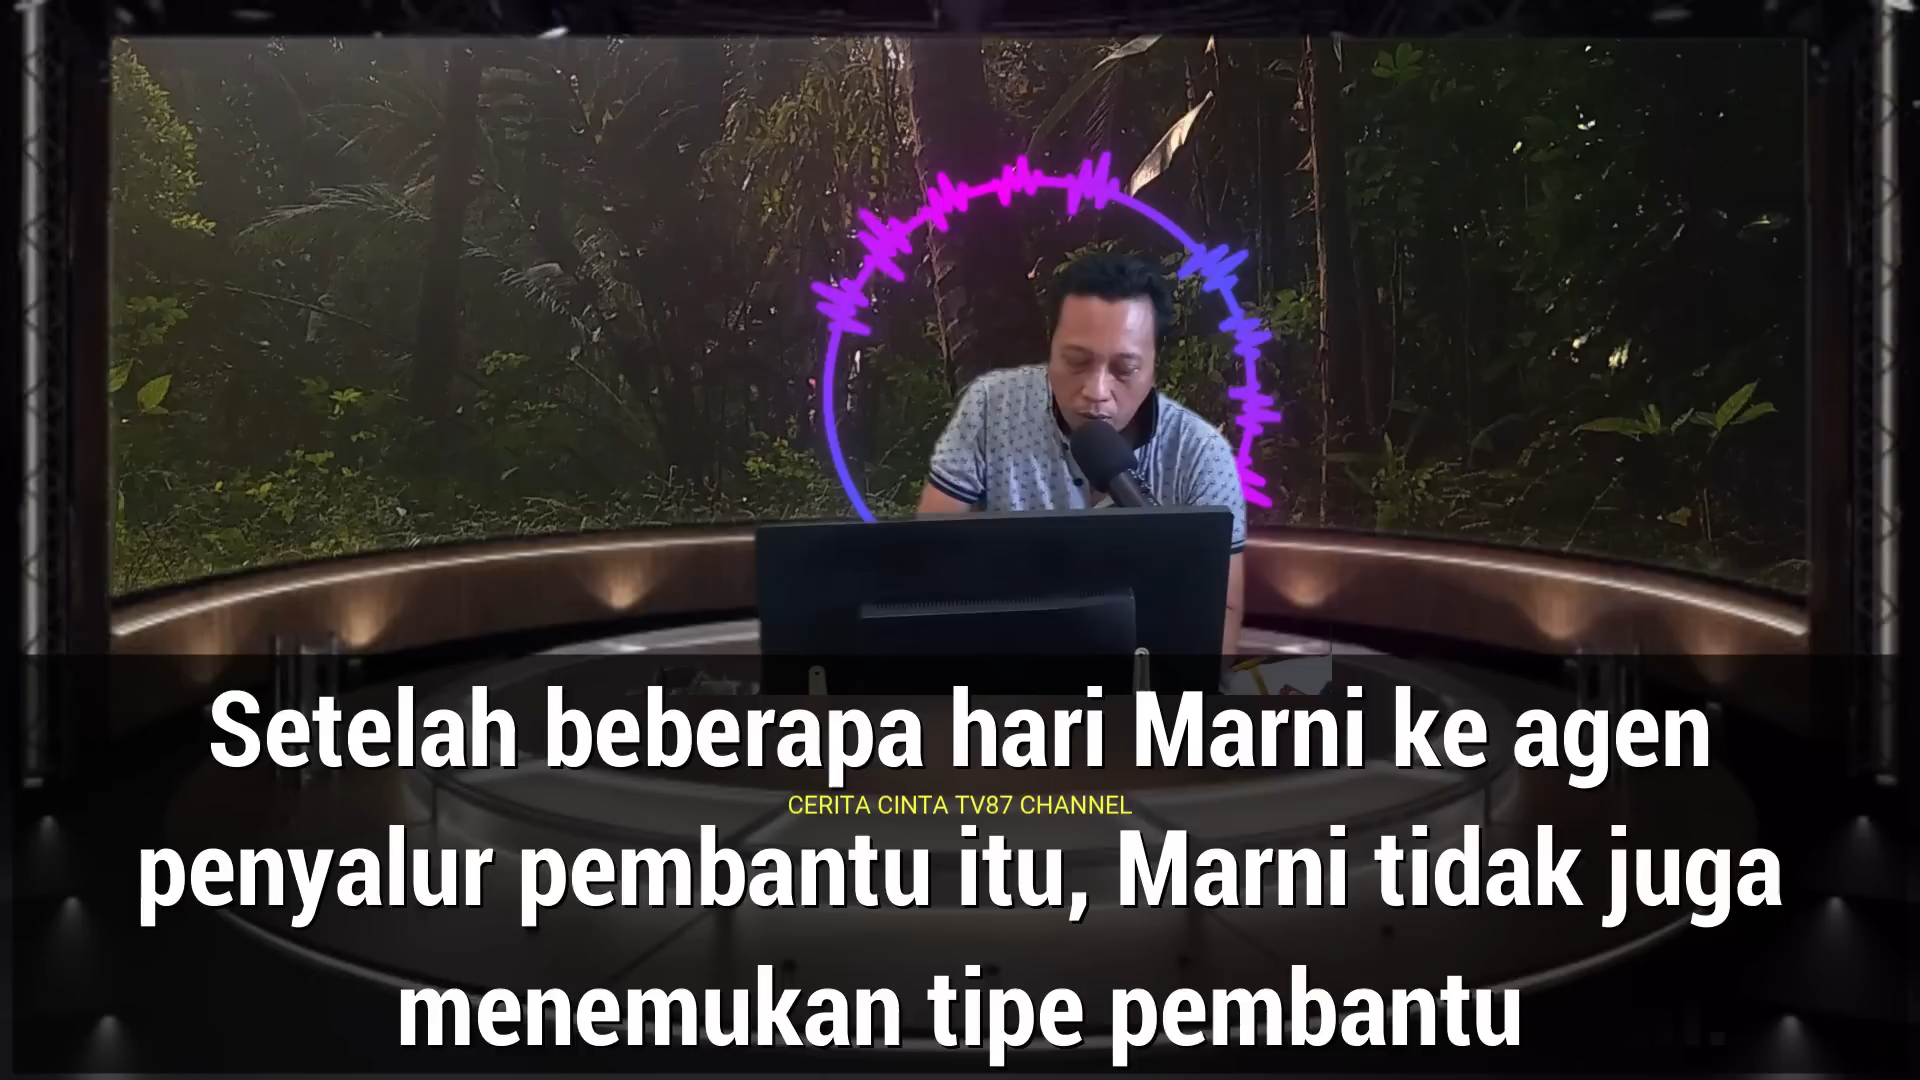 Setelah beberapa hari Marni ke agen
CERITA CINTA TV87 CHANNEL
penyalur pembantu itu, Marni tidak juga
menemukan tipe pembantu